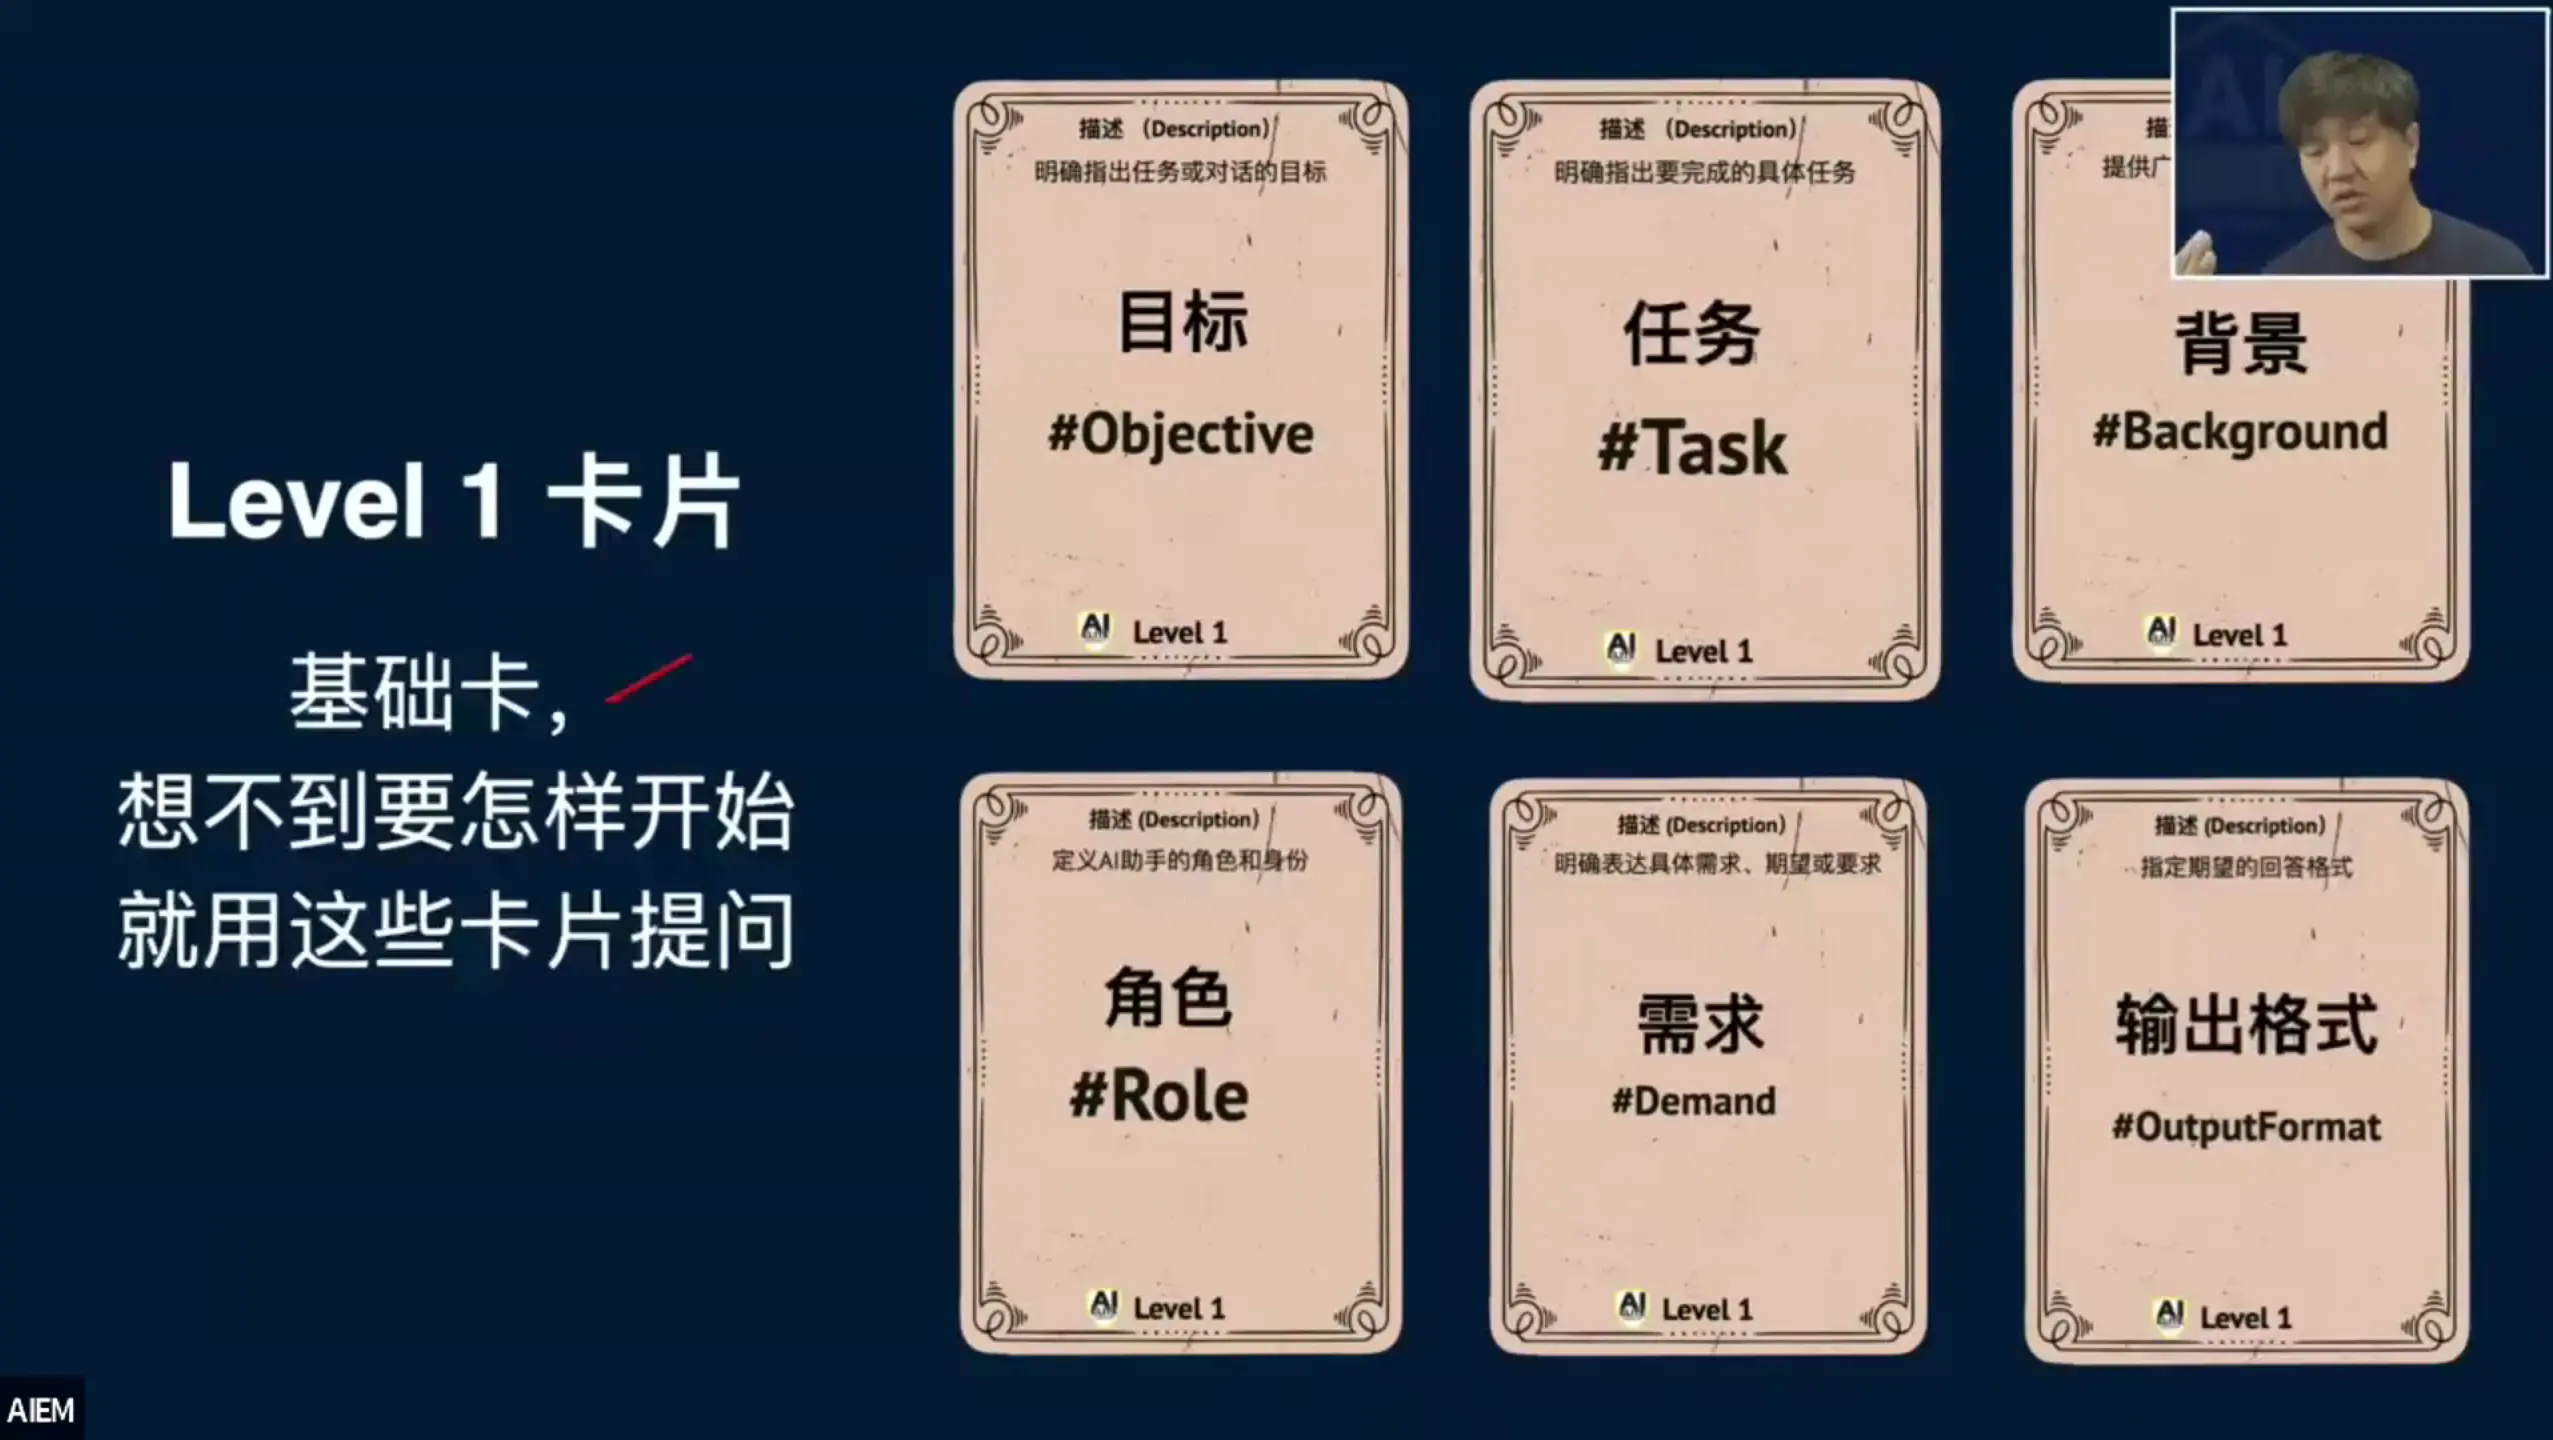 Level 1 卡片
基础卡,
想不到要怎样开始
就用这些卡片提问
描述 （Description）
明确指出任务或对话的目标
目标
#Objective
AI
Level 1
描述 （Description）
明确指出要完成的具体任务
任务
#Task
AI
Level 1
描
提供广
背景
#Background
AI
Level 1
描述 (Description）
定义AI助手的角色和身份
角色
#Role
AI
Level 1
描述 (Description）
明确表达具体需求、期望或要求
需求
#Demand
AI
Level 1
描述 (Description）
指定期望的回答格式
输出格式
#OutputFormat
AI
Level 1
AIEM